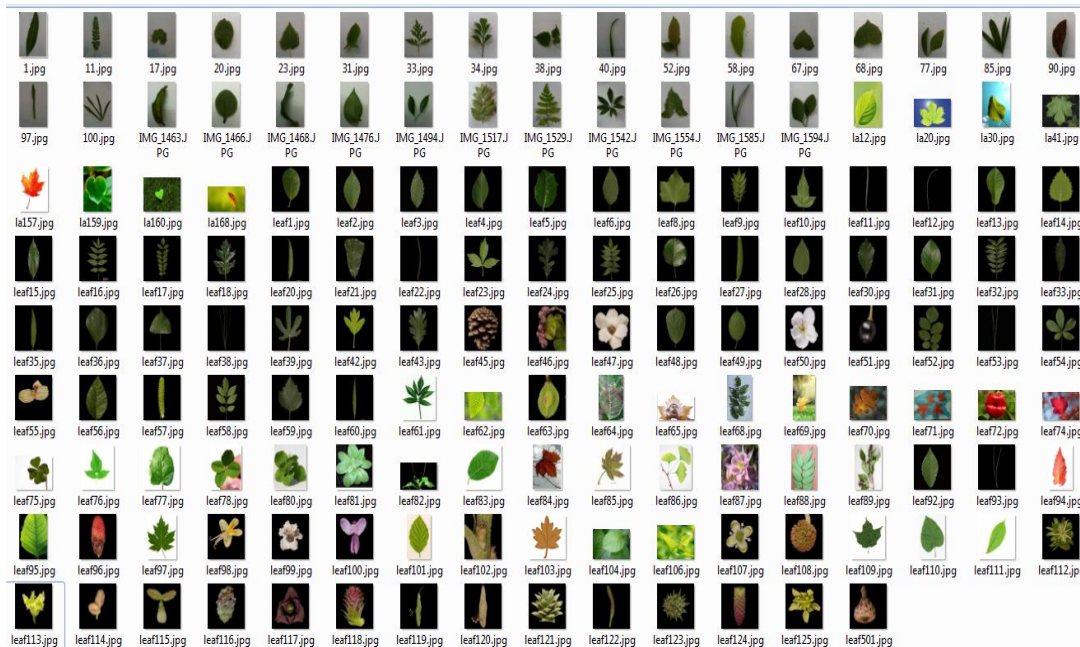 1.jpg 11.jpg 17.jpg 20.jpg 23.jpg 31.jpg 33.jpg 34.jpg 38.jpg 40.jpg 52.jpg 58.jpg 67.jpg 68.jpg 77.jpg 85.jpg 90.jpg
97.jpg 100.jpg IMG_1463.J IMG_1466.J IMG_1468.J IMG_1476.J IMG_1494.J IMG_1517.J IMG_1529.J IMG_1542.J IMG_1554.J IMG_1585.J IMG_1594.J la12.jpg la20.jpg la30.jpg la41.jpg
PG PG PG PG PG PG PG PG PG PG PG
la157.jpg la159.jpg la160.jpg la168.jpg leaf1.jpg leaf2.jpg leaf3.jpg leaf4.jpg leaf5.jpg leaf6.jpg leaf8.jpg leaf9.jpg leaf10.jpg leaf11.jpg leaf12.jpg leaf13.jpg leaf14.jpg
leaf15.jpg leaf16.jpg leaf17.jpg leaf18.jpg leaf20.jpg leaf21.jpg leaf22.jpg leaf23.jpg leaf24.jpg leaf25.jpg leaf26.jpg leaf27.jpg leaf28.jpg leaf30.jpg leaf31.jpg leaf32.jpg leaf33.jpg
leaf35.jpg leaf36.jpg leaf37.jpg leaf38.jpg leaf39.jpg leaf42.jpg leaf43.jpg leaf45.jpg leaf46.jpg leaf47.jpg leaf48.jpg leaf49.jpg leaf50.jpg leaf51.jpg leaf52.jpg leaf53.jpg leaf54.jpg
leaf55.jpg leaf56.jpg leaf57.jpg leaf58.jpg leaf59.jpg leaf60.jpg leaf61.jpg leaf62.jpg leaf63.jpg leaf64.jpg leaf65.jpg leaf68.jpg leaf69.jpg leaf70.jpg leaf71.jpg leaf72.jpg leaf74.jpg
leaf75.jpg leaf76.jpg leaf77.jpg leaf78.jpg leaf80.jpg leaf81.jpg leaf82.jpg leaf83.jpg leaf84.jpg leaf85.jpg leaf86.jpg leaf87.jpg leaf88.jpg leaf89.jpg leaf92.jpg leaf93.jpg leaf94.jpg
leaf95.jpg leaf96.jpg leaf97.jpg leaf98.jpg leaf99.jpg leaf100.jpg leaf101.jpg leaf102.jpg leaf103.jpg leaf104.jpg leaf106.jpg leaf107.jpg leaf108.jpg leaf109.jpg leaf110.jpg leaf111.jpg leaf112.jpg
leaf113.jpg leaf114.jpg leaf115.jpg leaf116.jpg leaf117.jpg leaf118.jpg leaf119.jpg leaf120.jpg leaf121.jpg leaf122.jpg leaf123.jpg leaf124.jpg leaf125.jpg leaf501.jpg